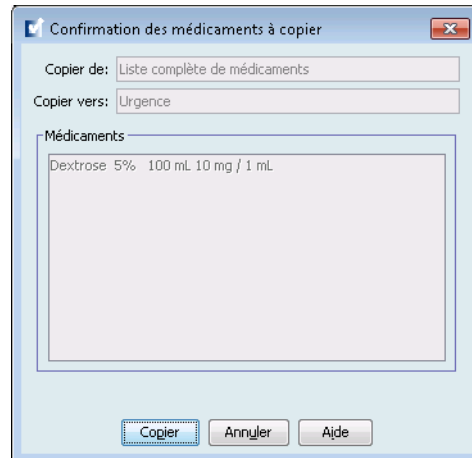 Confirmation des médicaments à copier
Copier de: Liste complète de médicaments
Copier vers: Urgence
Médicaments
Dextrose 5% 100 mL 10 mg / 1 mL
Copier Annuler Aide